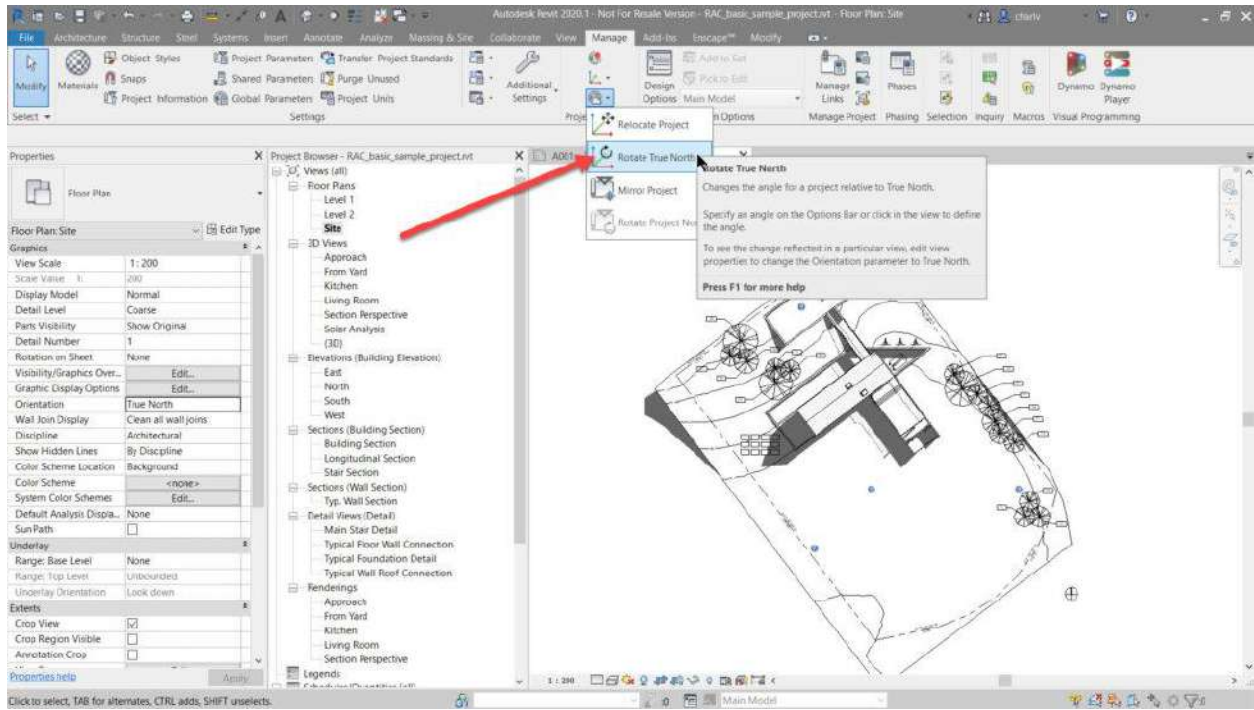 Autodesk Revit 2020.1 - Not For Resale Version - RAC_basic_sample_project.rvt - Floor Plan: Site
charlv
File Architecture Structure Steel Systems Insert Annotate Analyze Massing & Site Collaborate View Manage Add-Ins Enscape™ Modify
Modify
Materials
Object Styles
Snaps
Project Information
Project Parameters
Shared Parameters
Global Parameters
Transfer Project Standards
Purge Unused
Project Units
Additional Settings
Design Options
Add to Set
Pick to Edit
Main Model
Manage Links
Phases
Dynamo
Dynamo Player
Select
Settings
Manage Project
Phasing
Selection
Inquiry
Macros
Visual Programming
Relocate Project
Rotate True North
Mirror Project
Rotate True North
Changes the angle for a project relative to True North.
Specify an angle on the Options Bar or click in the view to define
the angle.
To see the change reflected in a particular view, edit view
properties to change the Orientation parameter to True North.
Press F1 for more help
Properties
Floor Plan
Floor Plan: Site
Edit Type
Graphics
View Scale 1 : 200
Scale Value 1: 200
Display Model Normal
Detail Level Coarse
Parts Visibility Show Original
Detail Number 1
Rotation on Sheet None
Visibility/Graphics Over... Edit...
Graphic Display Options Edit...
Orientation True North
Wall Join Display Clean all wall joins
Discipline Architectural
Show Hidden Lines By Discipline
Color Scheme Location Background
Color Scheme <none>
System Color Schemes Edit...
Default Analysis Displa... None
Sun Path
Underlay
Range: Base Level None
Range: Top Level Unbounded
Underlay Orientation Look down
Extents
Crop View
Crop Region Visible
Annotation Crop
Properties help
Apply
Project Browser - RAC_basic_sample_project.rvt
Views (all)
Floor Plans
Level 1
Level 2
Site
3D Views
Approach
From Yard
Kitchen
Living Room
Section Perspective
Solar Analysis
{3D}
Elevations (Building Elevation)
East
North
South
West
Sections (Building Section)
Building Section
Longitudinal Section
Stair Section
Sections (Wall Section)
Typ. Wall Section
Detail Views (Detail)
Main Stair Detail
Typical Floor Wall Connection
Typical Foundation Detail
Typical Wall Roof Connection
Renderings
Approach
From Yard
Kitchen
Living Room
Section Perspective
Legends
1 : 200
Click to select, TAB for alternates, CTRL adds, SHIFT unselects.
:0
Main Model